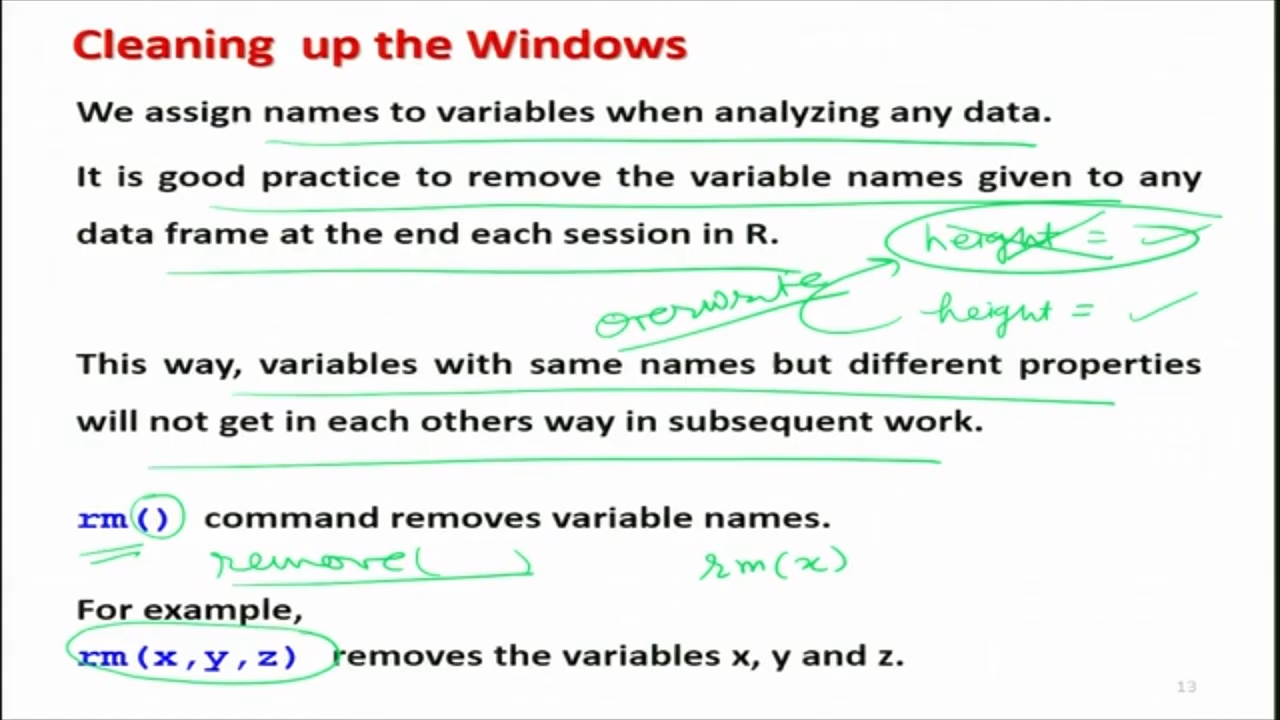 Cleaning up the Windows
We assign names to variables when analyzing any data.
It is good practice to remove the variable names given to any
data frame at the end each session in R.
height =
overwrite
height =
This way, variables with same names but different properties
will not get in each others way in subsequent work.
rm() command removes variable names.
remove( ) rm(x)
For example,
rm(x,y,z) removes the variables x, y and z.
13